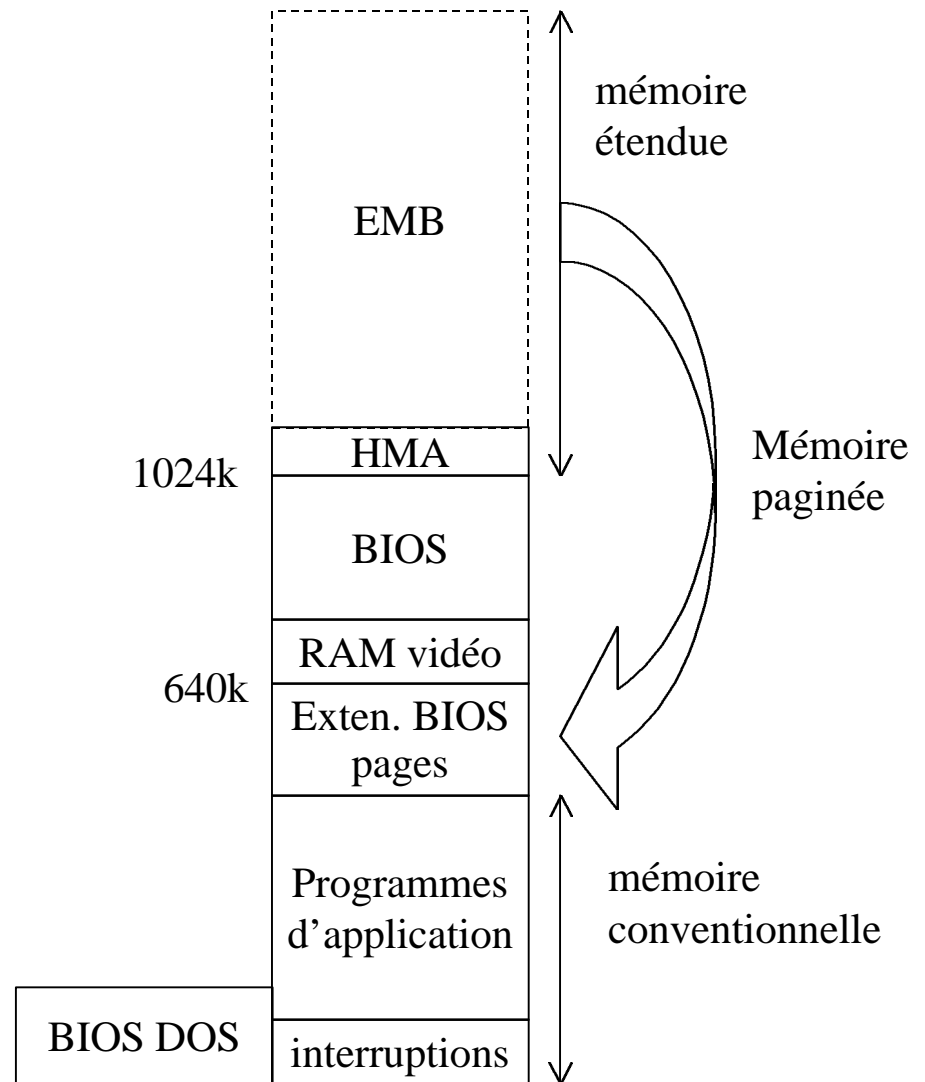 mémoire
étendue
EMB
HMA
1024k
Mémoire
paginée
BIOS
RAM vidéo
640k
Exten. BIOS
pages
Programmes
d’application
mémoire
conventionnelle
BIOS DOS
interruptions